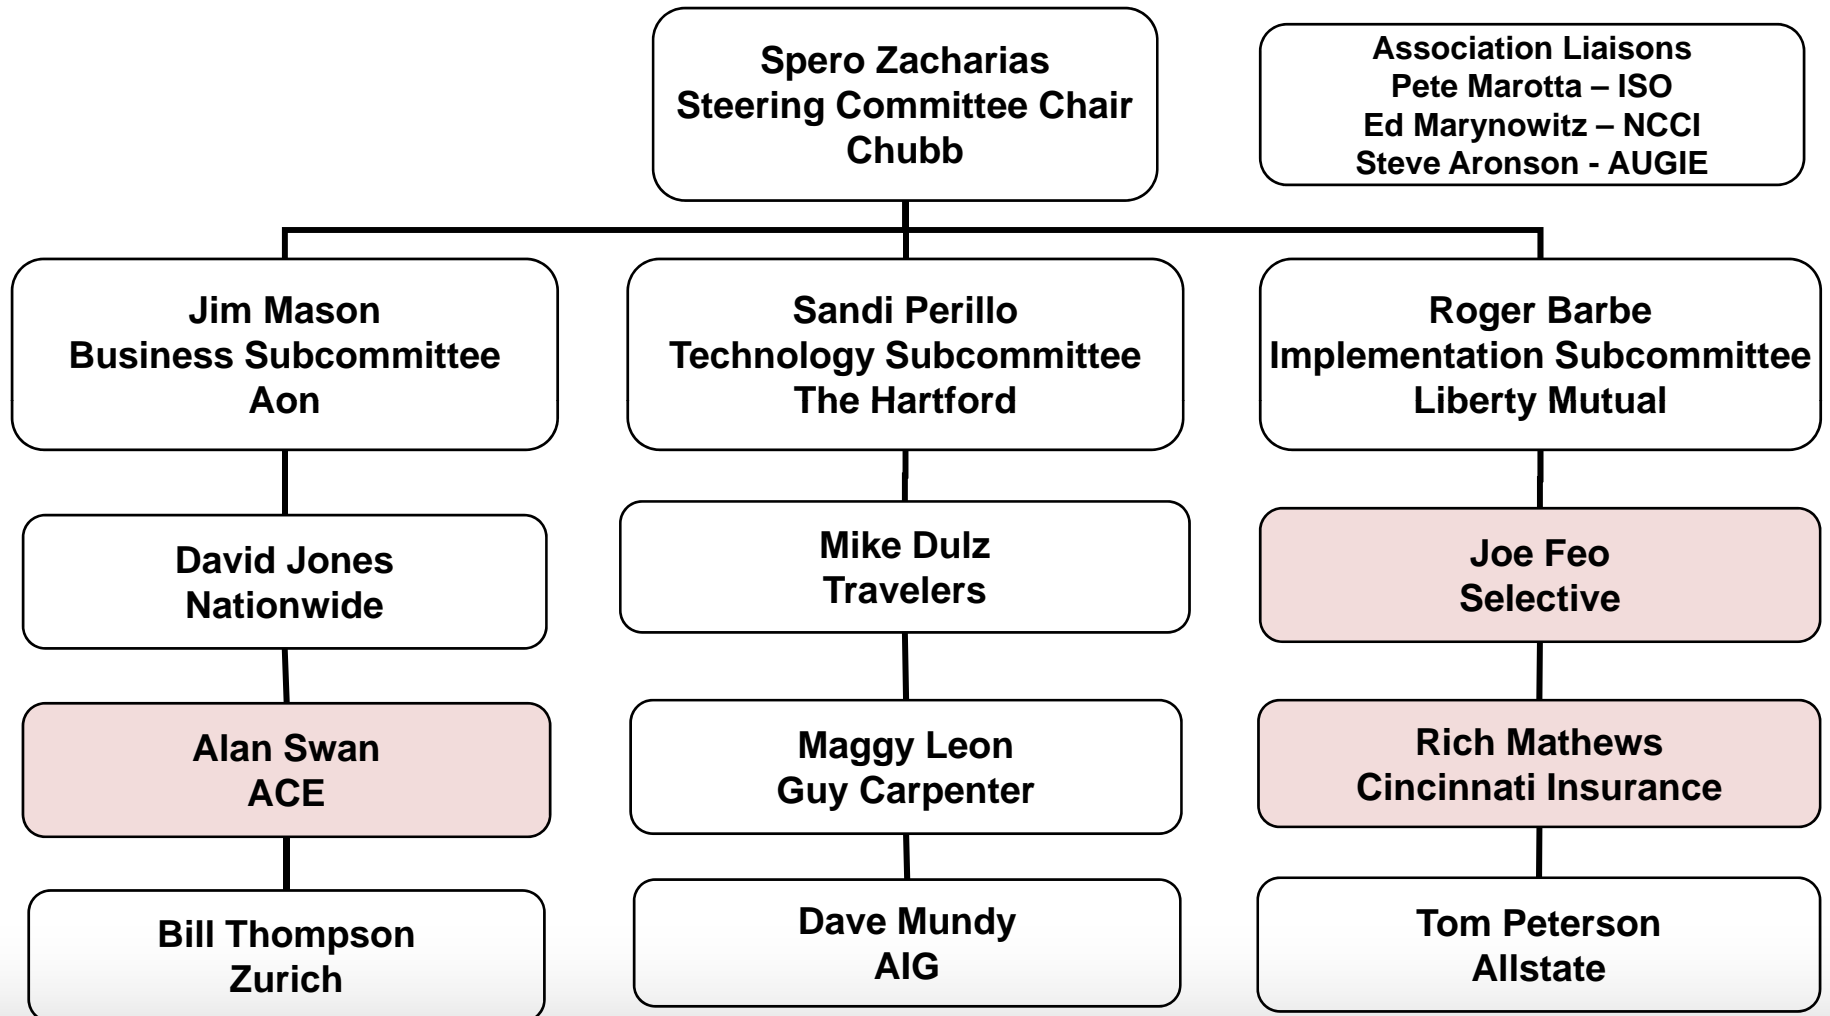 Spero Zacharias
Steering Committee Chair
Chubb
Association Liaisons
Pete Marotta – ISO
Ed Marynowitz – NCCI
Steve Aronson - AUGIE
Jim Mason
Business Subcommittee
Aon
Sandi Perillo
Technology Subcommittee
The Hartford
Roger Barbe
Implementation Subcommittee
Liberty Mutual
David Jones
Nationwide
Mike Dulz
Travelers
Joe Feo
Selective
Alan Swan
ACE
Maggy Leon
Guy Carpenter
Rich Mathews
Cincinnati Insurance
Bill Thompson
Zurich
Dave Mundy
AIG
Tom Peterson
Allstate